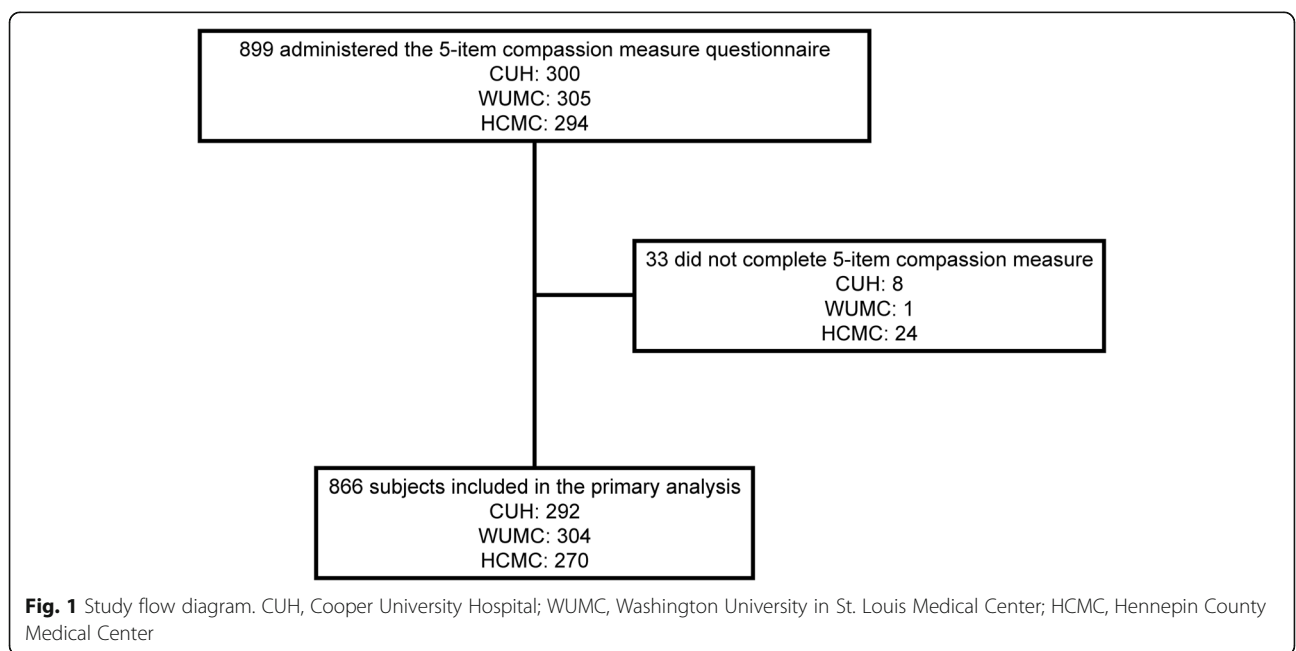 899 administered the 5-item compassion measure questionnaire
CUH: 300
WUMC: 305
HCMC: 294
33 did not complete 5-item compassion measure
CUH: 8
WUMC: 1
HCMC: 24
866 subjects included in the primary analysis
CUH: 292
WUMC: 304
HCMC: 270
Fig. 1 Study flow diagram. CUH, Cooper University Hospital; WUMC, Washington University in St. Louis Medical Center; HCMC, Hennepin County
Medical Center